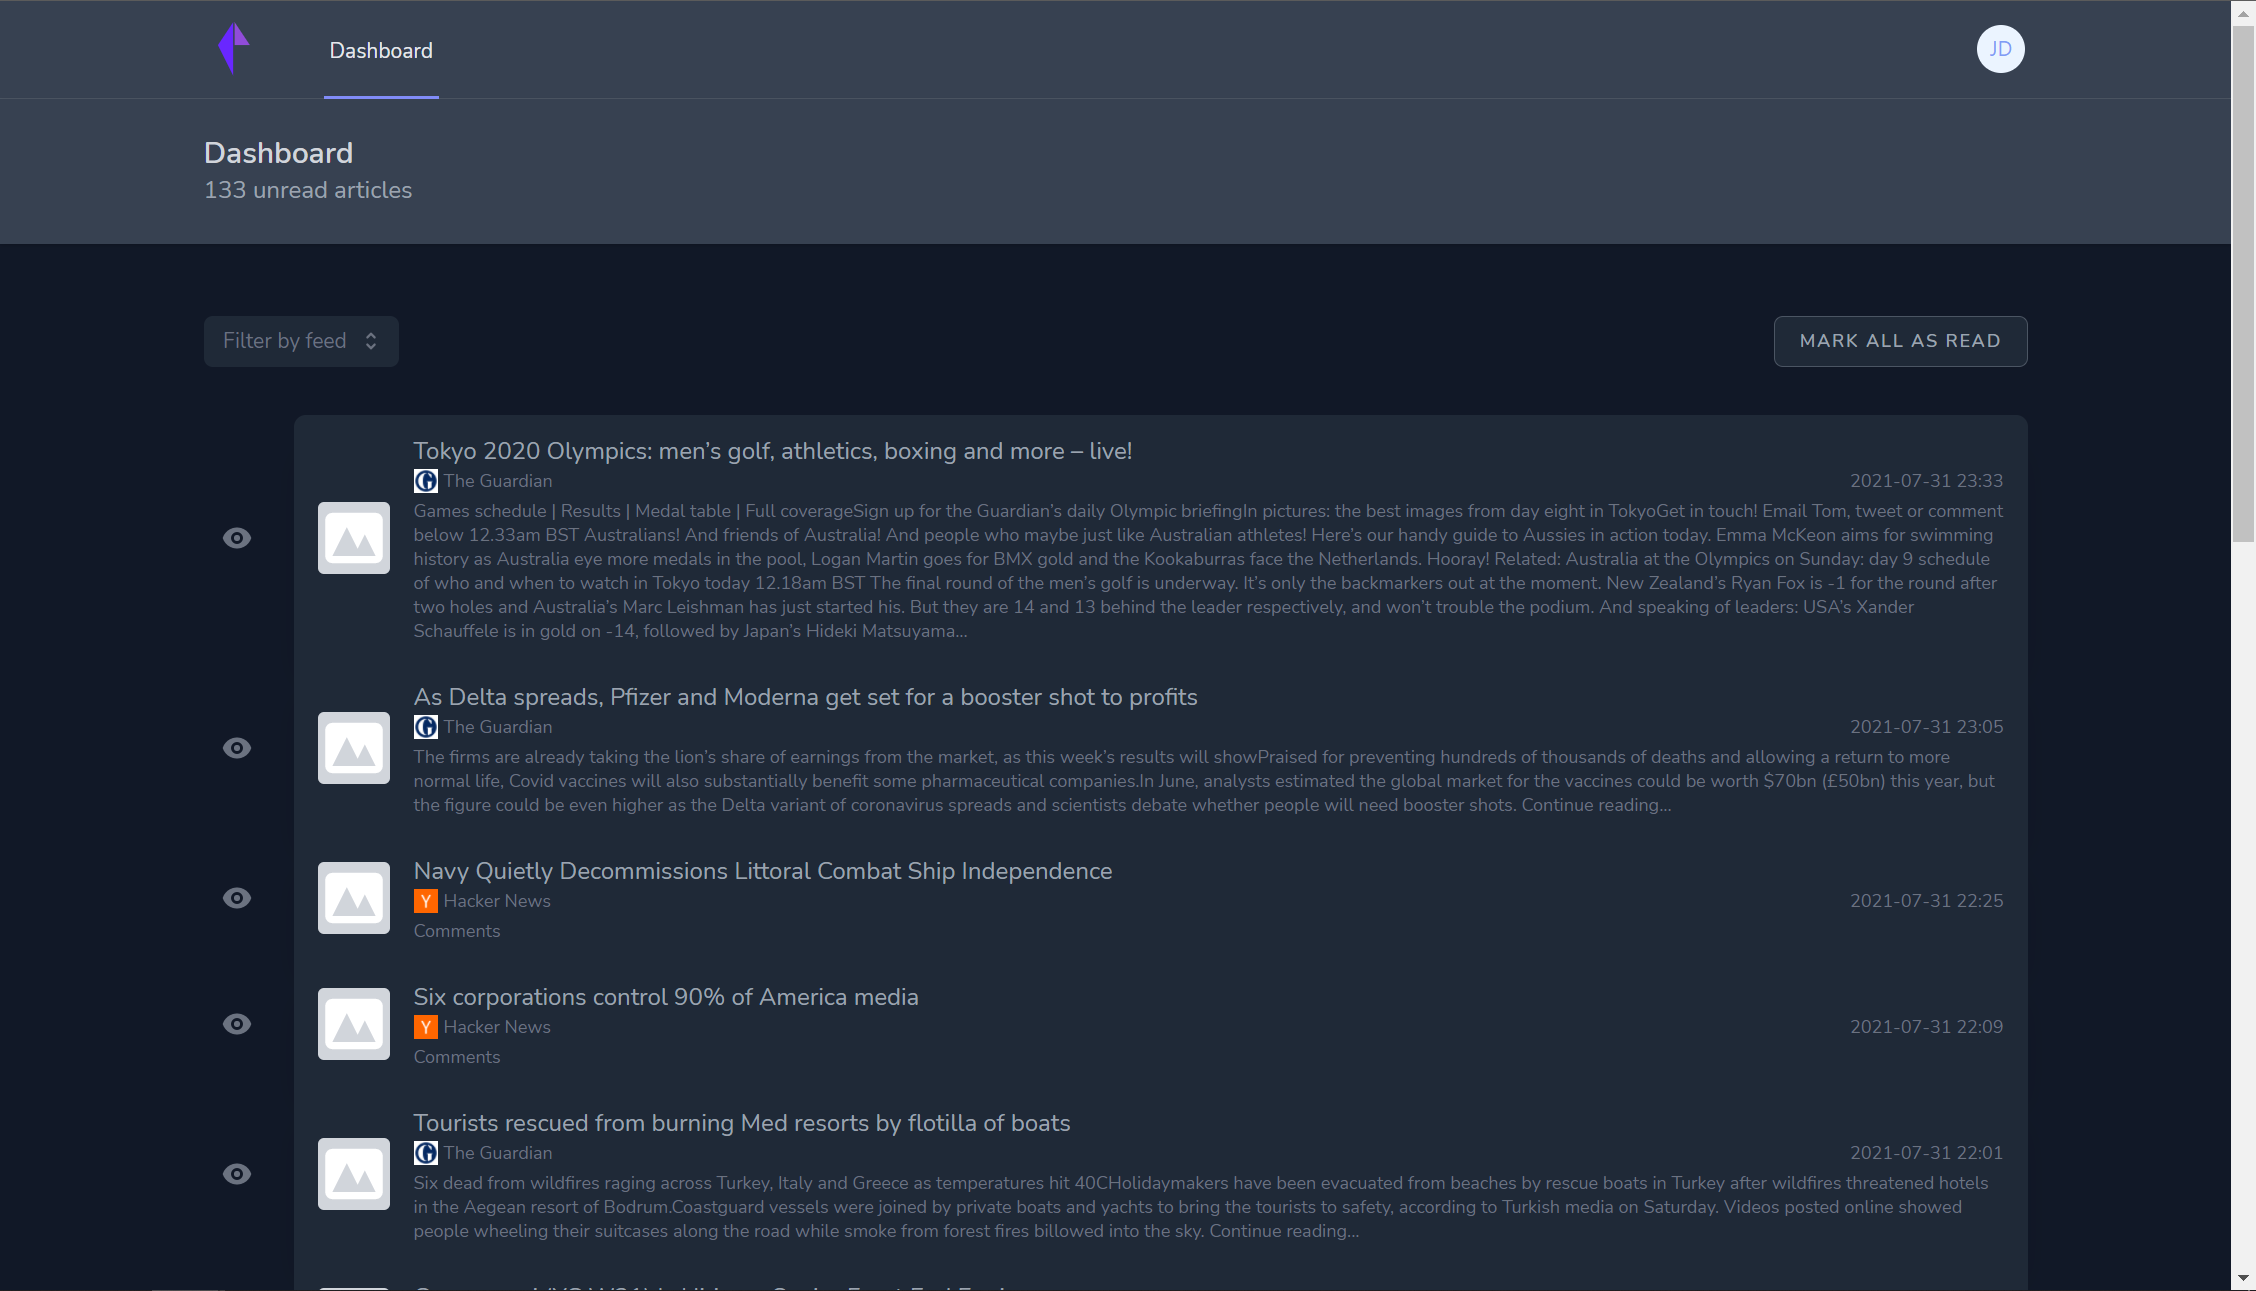 Dashboard
JD
Dashboard
133 unread articles
Filter by feed
MARK ALL AS READ
Tokyo 2020 Olympics: men’s golf, athletics, boxing and more – live!
The Guardian
2021-07-31 23:33
Games schedule | Results | Medal table | Full coverageSign up for the Guardian’s daily Olympic briefingIn pictures: the best images from day eight in TokyoGet in touch! Email Tom, tweet or comment
below 12.33am BST Australians! And friends of Australia! And people who maybe just like Australian athletes! Here’s our handy guide to Aussies in action today. Emma McKeon aims for swimming
history as Australia eye more medals in the pool, Logan Martin goes for BMX gold and the Kookaburras face the Netherlands. Hooray! Related: Australia at the Olympics on Sunday: day 9 schedule
of who and when to watch in Tokyo today 12.18am BST The final round of the men’s golf is underway. It’s only the backmarkers out at the moment. New Zealand’s Ryan Fox is -1 for the round after
two holes and Australia’s Marc Leishman has just started his. But they are 14 and 13 behind the leader respectively, and won’t trouble the podium. And speaking of leaders: USA’s Xander
Schauffele is in gold on -14, followed by Japan’s Hideki Matsuyama...
As Delta spreads, Pfizer and Moderna get set for a booster shot to profits
The Guardian
2021-07-31 23:05
The firms are already taking the lion’s share of earnings from the market, as this week’s results will showPraised for preventing hundreds of thousands of deaths and allowing a return to more
normal life, Covid vaccines will also substantially benefit some pharmaceutical companies.In June, analysts estimated the global market for the vaccines could be worth $70bn (£50bn) this year, but
the figure could be even higher as the Delta variant of coronavirus spreads and scientists debate whether people will need booster shots. Continue reading...
Navy Quietly Decommissions Littoral Combat Ship Independence
Y Hacker News
2021-07-31 22:25
Comments
Six corporations control 90% of America media
Y Hacker News
2021-07-31 22:09
Comments
Tourists rescued from burning Med resorts by flotilla of boats
The Guardian
2021-07-31 22:01
Six dead from wildfires raging across Turkey, Italy and Greece as temperatures hit 40CHolidaymakers have been evacuated from beaches by rescue boats in Turkey after wildfires threatened hotels
in the Aegean resort of Bodrum.Coastguard vessels were joined by private boats and yachts to bring the tourists to safety, according to Turkish media on Saturday. Videos posted online showed
people wheeling their suitcases along the road while smoke from forest fires billowed into the sky. Continue reading...